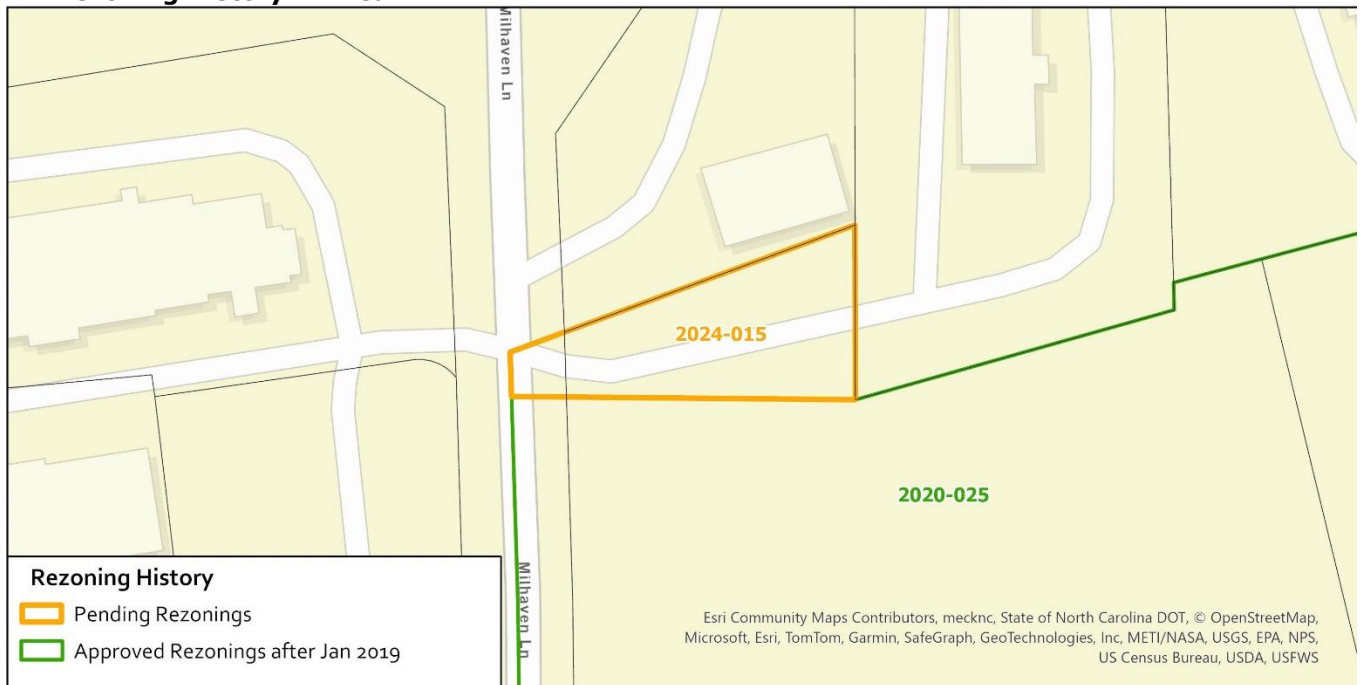 Milhaven Ln
2024-015
2020-025
Milhaven Ln
Rezoning History
Pending Rezonings
Approved Rezonings after Jan 2019
Esri Community Maps Contributors, mecknc, State of North Carolina DOT, © OpenStreetMap,
Microsoft, Esri, TomTom, Garmin, SafeGraph, GeoTechnologies, Inc, METI/NASA, USGS, EPA, NPS,
US Census Bureau, USDA, USFWS